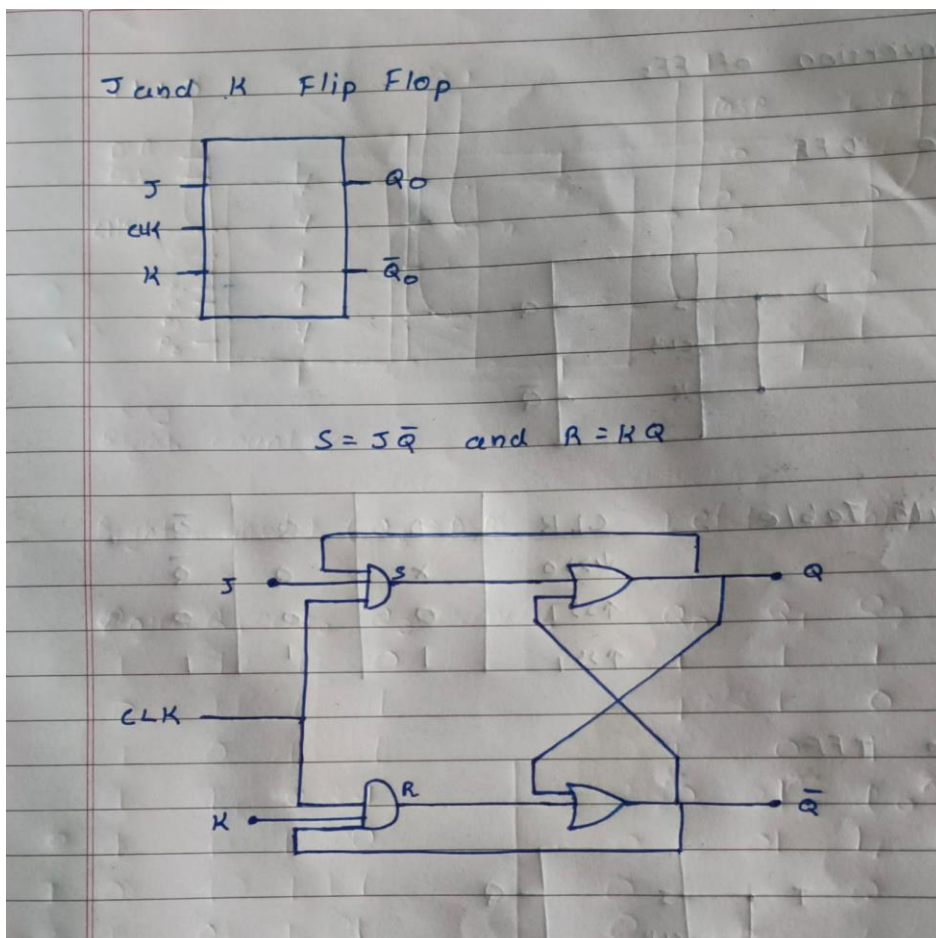 J and K Flip Flop
J
Q0
CLK
K
Q̄0
S = JQ̄ and R = KQ
J
S
Q
CLK
R
K
Q̄